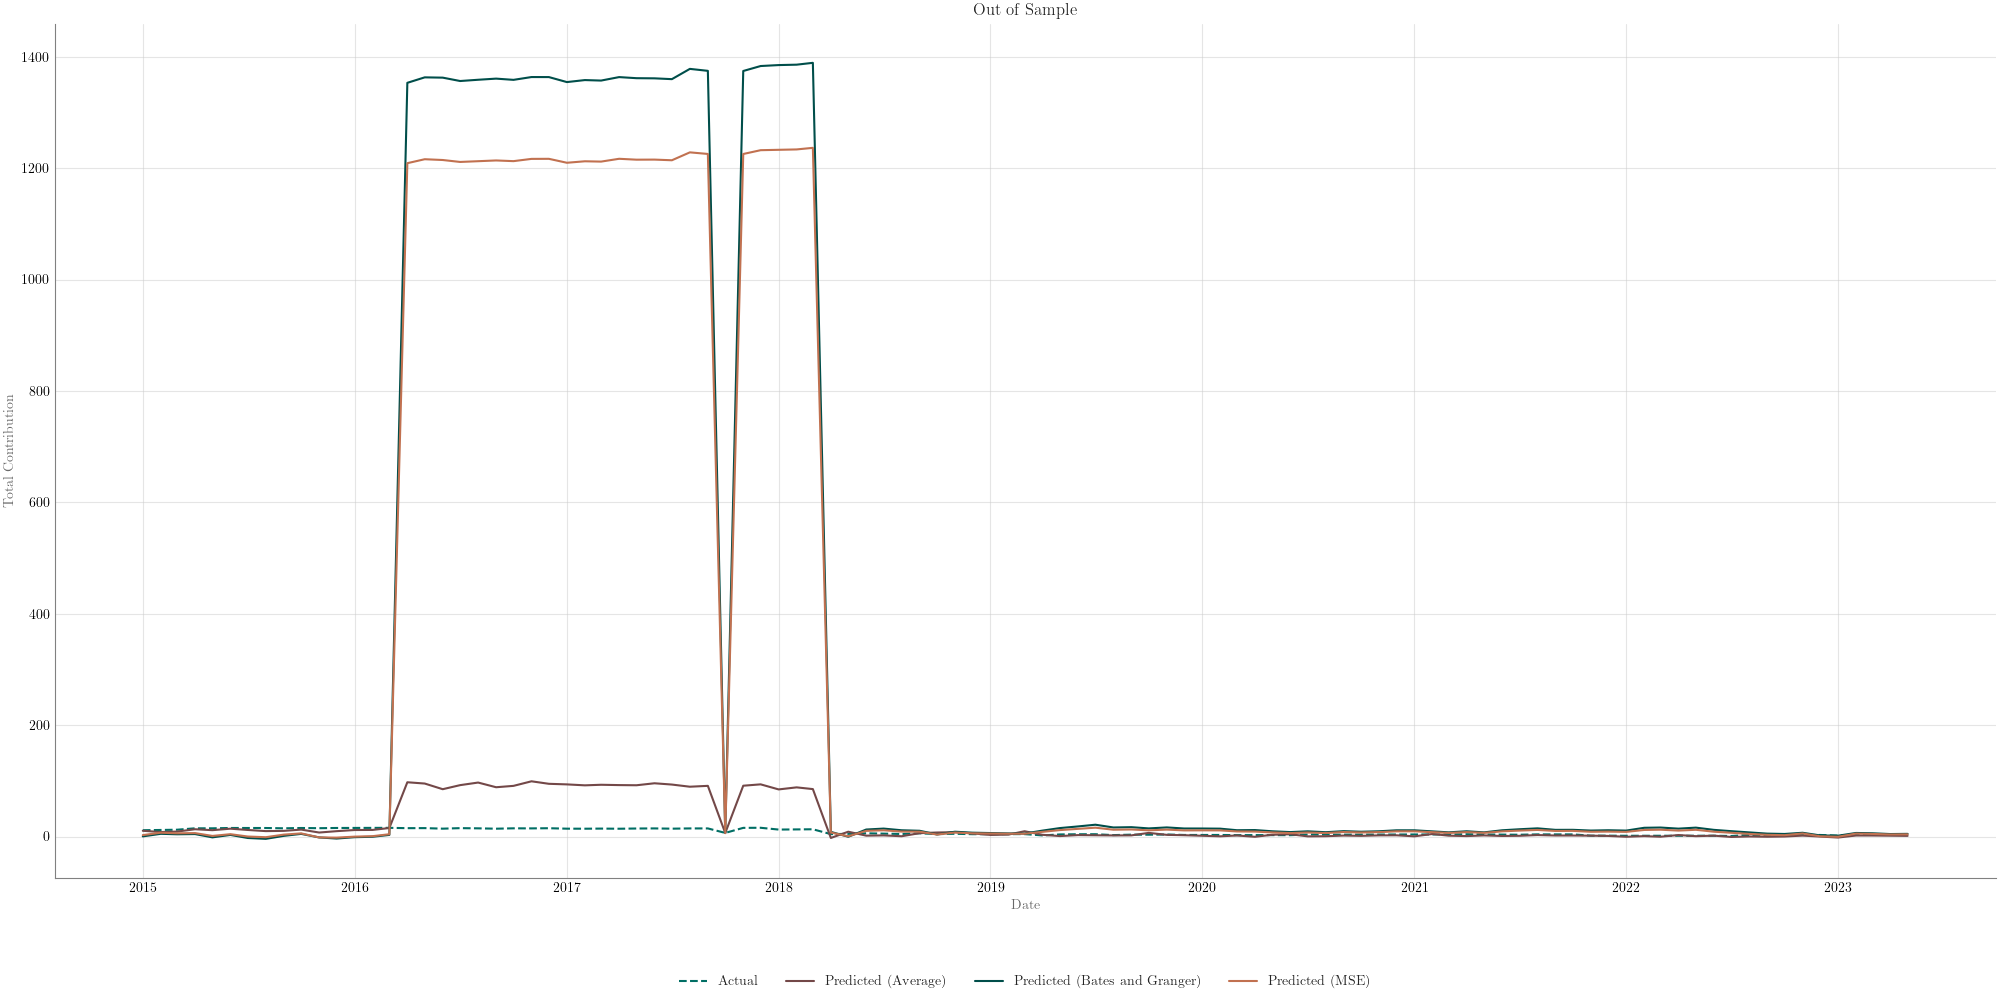 Out of Sample
1400
1200
1000
800
600
400
200
0
Total Contribution
2015 2016 2017 2018 2019 2020 2021 2022 2023
Date
Actual Predicted (Average) Predicted (Bates and Granger) Predicted (MSE)